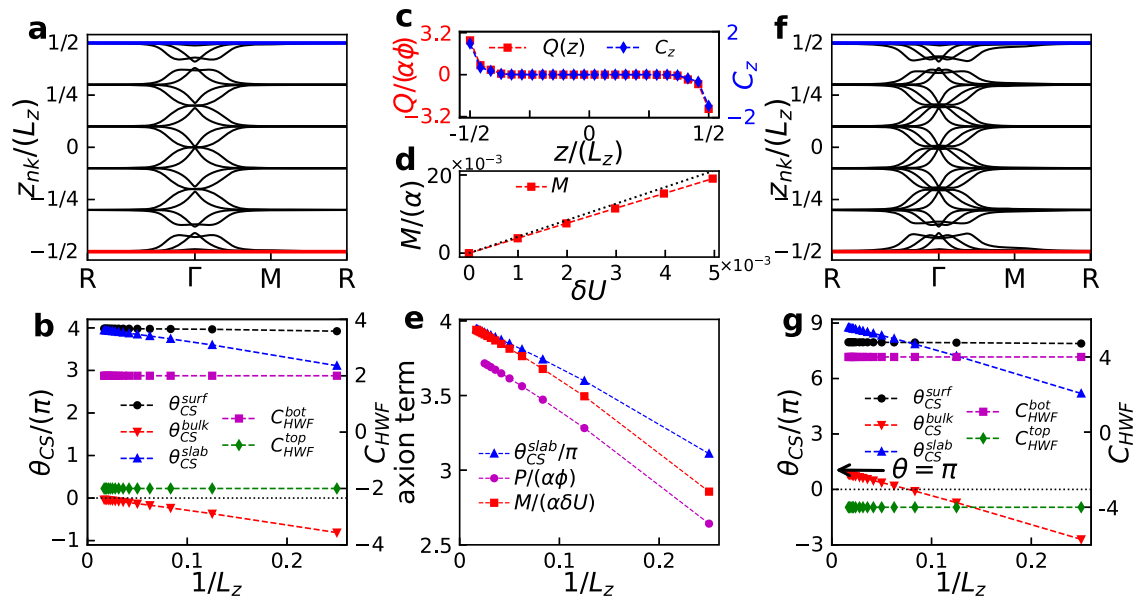 a
1/2
1/4
0
−1/4
−1/2
z_nk/(L_z)
R
Γ
M
R
c
3.2
0
−3.2
Q/(αϕ)
Q(z)
C_z
2
−2
C_z
-1/2
0
1/2
z/(L_z)
d
×10⁻³
20
0
M/(α)
M
0
1
2
3
4
5
×10⁻³
δU
f
1/2
1/4
0
−1/4
−1/2
z_nk/(L_z)
R
Γ
M
R
b
4
3
2
1
0
−1
θ_CS/(π)
θ_CS^surf
θ_CS^bulk
θ_CS^slab
C_HWF^bot
C_HWF^top
4
2
0
−2
−4
C_HWF
0
0.1
0.2
1/L_z
e
4
3.5
3
2.5
axion term
θ_CS^slab/π
P/(αϕ)
M/(αδU)
0
0.1
0.2
1/L_z
g
9
6
3
0
−3
θ_CS/(π)
θ_CS^surf
θ_CS^bulk
θ_CS^slab
C_HWF^bot
C_HWF^top
θ = π
4
0
-4
C_HWF
0
0.1
0.2
1/L_z